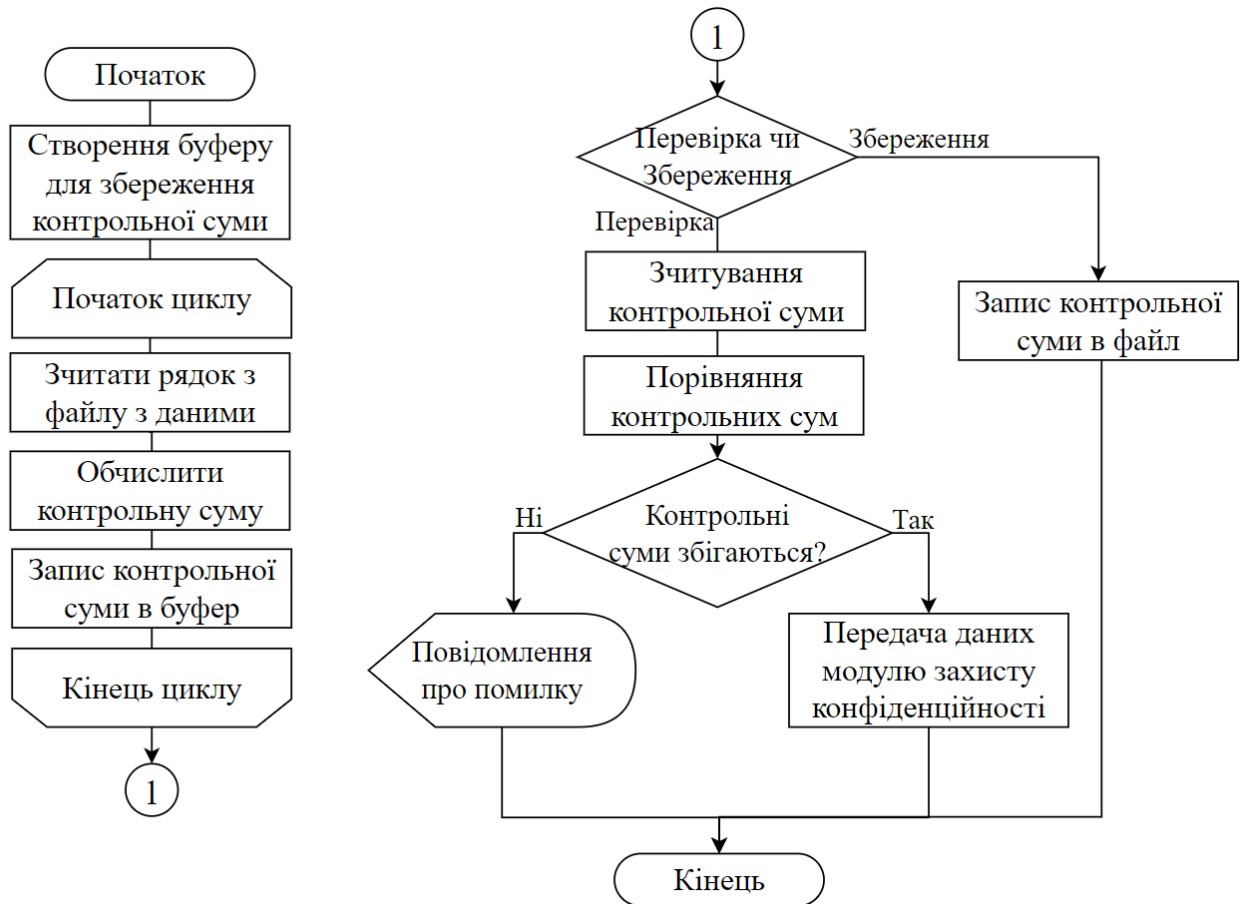 Початок
Створення буферу
для збереження
контрольної суми
Початок циклу
Зчитати рядок з
файлу з даними
Обчислити
контрольну суму
Запис контрольної
суми в буфер
Кінець циклу
1
1
Перевірка чи
Збереження
Збереження
Перевірка
Зчитування
контрольної суми
Запис контрольної
суми в файл
Порівняння
контрольних сум
Контрольні
суми збігаються?
Ні
Так
Повідомлення
про помилку
Передача даних
модулю захисту
конфіденційності
Кінець